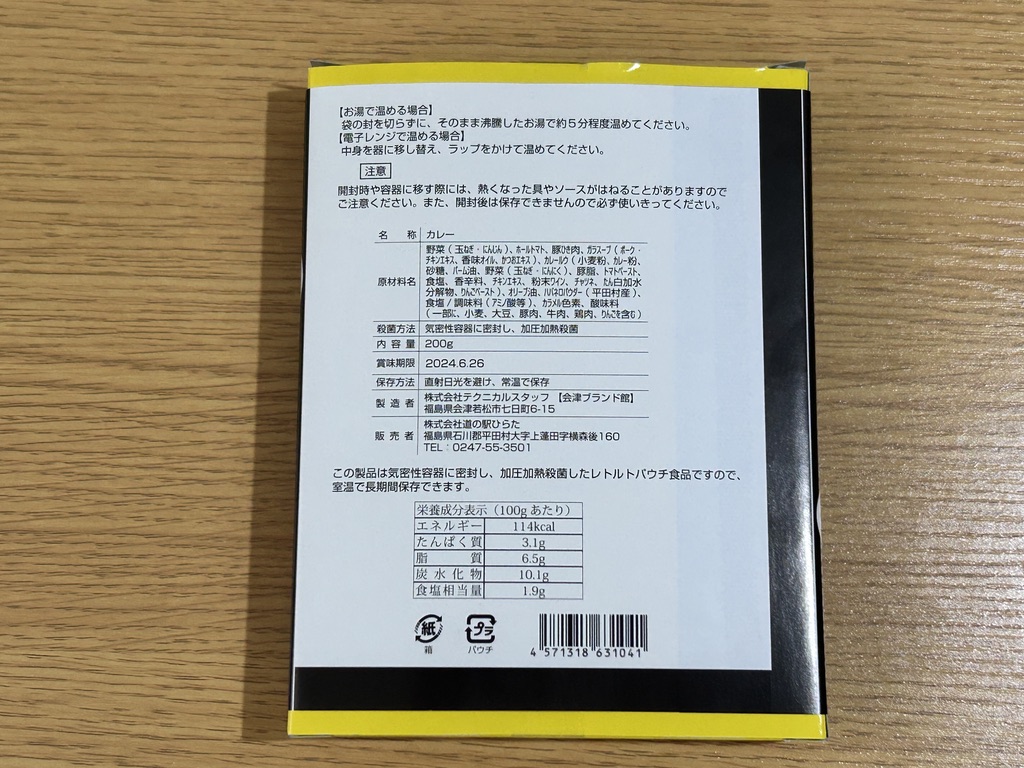 【お湯で温める場合】
袋の封を切らずに、そのまま沸騰したお湯で約5分程度温めてください。
【電子レンジで温める場合】
中身を器に移し替え、ラップをかけて温めてください。
注意
開封時や容器に移す際には、熱くなった具やソースがはねることがありますので
ご注意ください。また、開封後は保存できませんので必ず使いきってください。
名称 カレー
原材料名 野菜(玉ねぎ・にんじん)、ホールトマト、豚ひき肉、ガラスープ(ポーク・
チキンエキス、香味オイル、かつおエキス)、カレールウ(小麦粉、カレー粉、
砂糖、パーム油、野菜(玉ねぎ・にんにく)、豚脂、トマトペースト、
食塩、香辛料、チキンエキス、粉末ワイン、チャツネ、たん白加水
分解物、りんごペースト)、オリーブ油、ハバネロパウダー(平田村産)、
食塩/調味料(アミノ酸等)、カラメル色素、酸味料
(一部に、小麦、大豆、豚肉、牛肉、鶏肉、りんごを含む)
殺菌方法 気密性容器に密封し、加圧加熱殺菌
内容量 200g
賞味期限 2024.6.26
保存方法 直射日光を避け、常温で保存
製造者 株式会社テクニカルスタッフ【会津ブランド館】
福島県会津若松市七日町6-15
販売者 株式会社道の駅ひらた
福島県石川郡平田村大字上蓬田字横森後160
TEL:0247-55-3501
この製品は気密性容器に密封し、加圧加熱殺菌したレトルトパウチ食品ですので、
室温で長期間保存できます。
栄養成分表示(100gあたり)
エネルギー 114kcal
たんぱく質 3.1g
脂質 6.5g
炭水化物 10.1g
食塩相当量 1.9g
紙 プラ
箱 パウチ
4 571318 631041